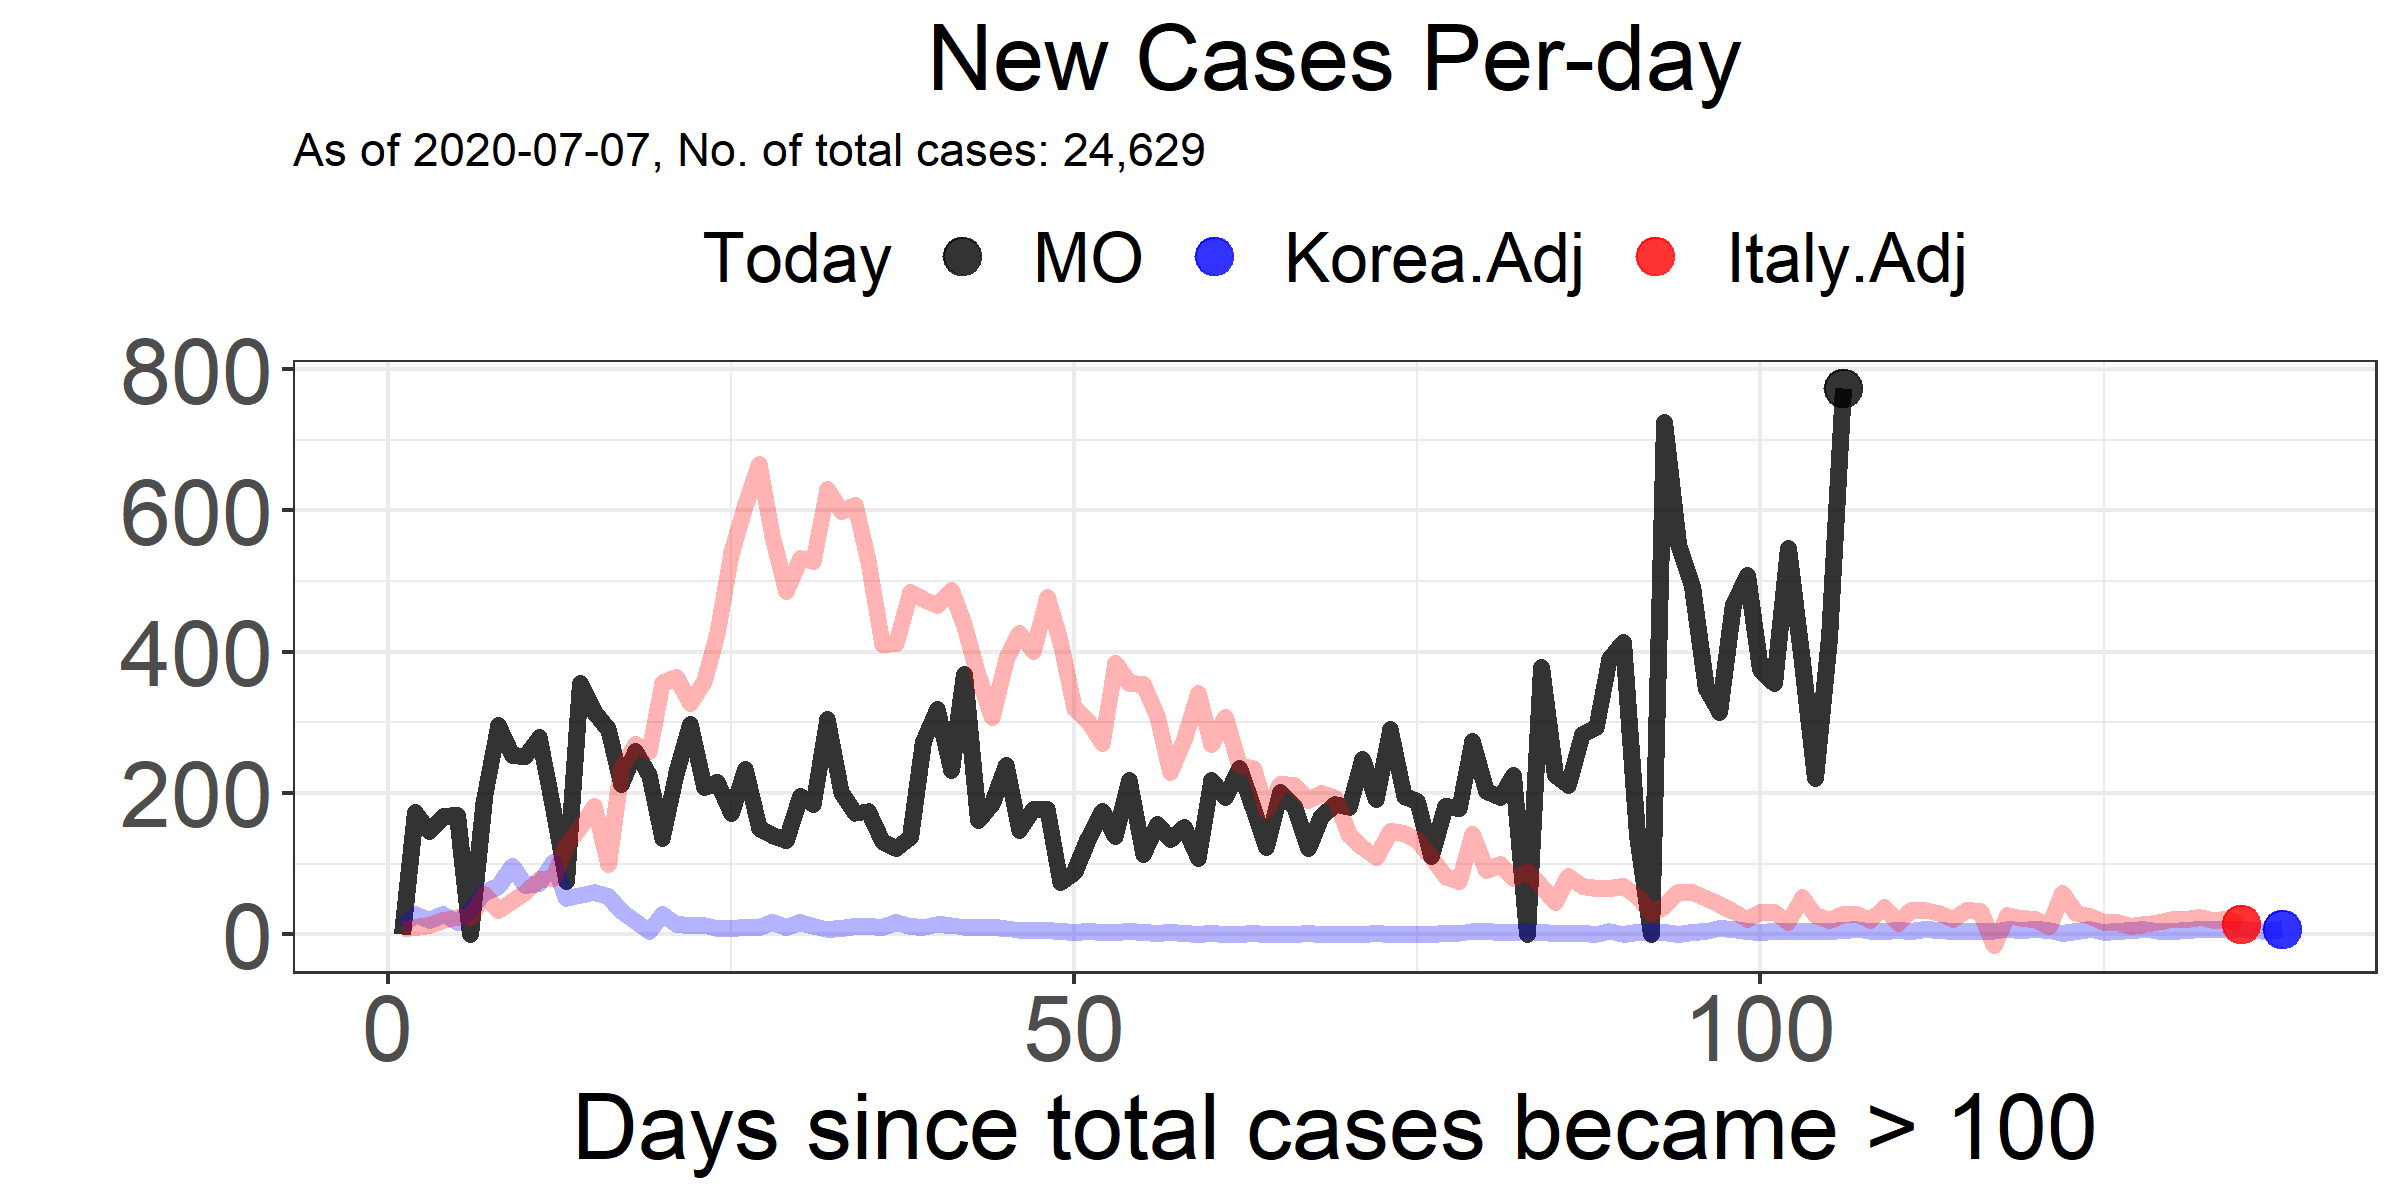 New Cases Per-day
As of 2020-07-07, No. of total cases: 24,629
Today MO Korea.Adj Italy.Adj
800
600
400
200
0
0 50 100
Days since total cases became > 100